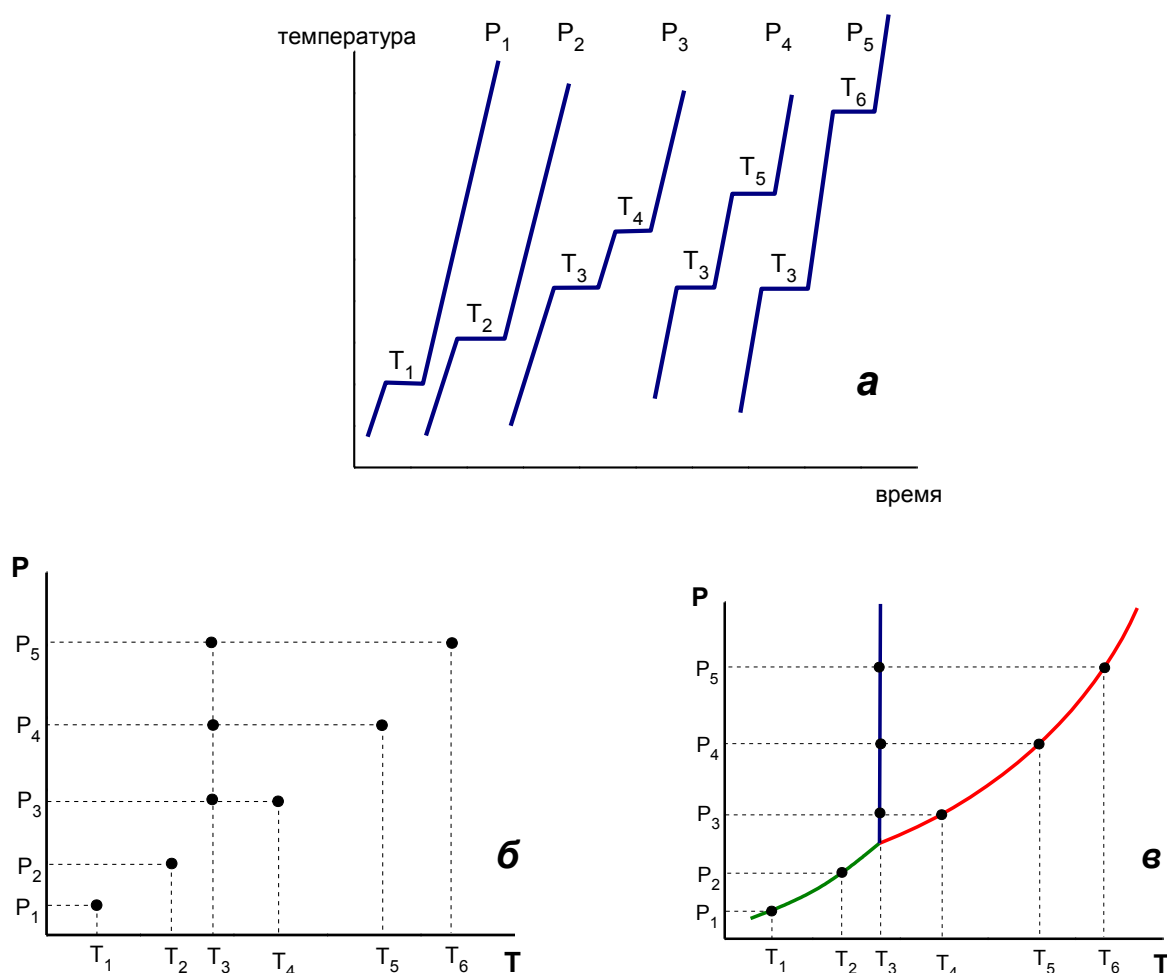 температура
P₁ P₂ P₃ P₄ P₅
T₆
T₅
T₄
T₃ T₃ T₃
T₂
T₁
а
время
P
P₅
P₄
P₃
P₂
P₁
T₁ T₂ T₃ T₄ T₅ T₆ T
б
P
P₅
P₄
P₃
P₂
P₁
T₁ T₂ T₃ T₄ T₅ T₆ T
в